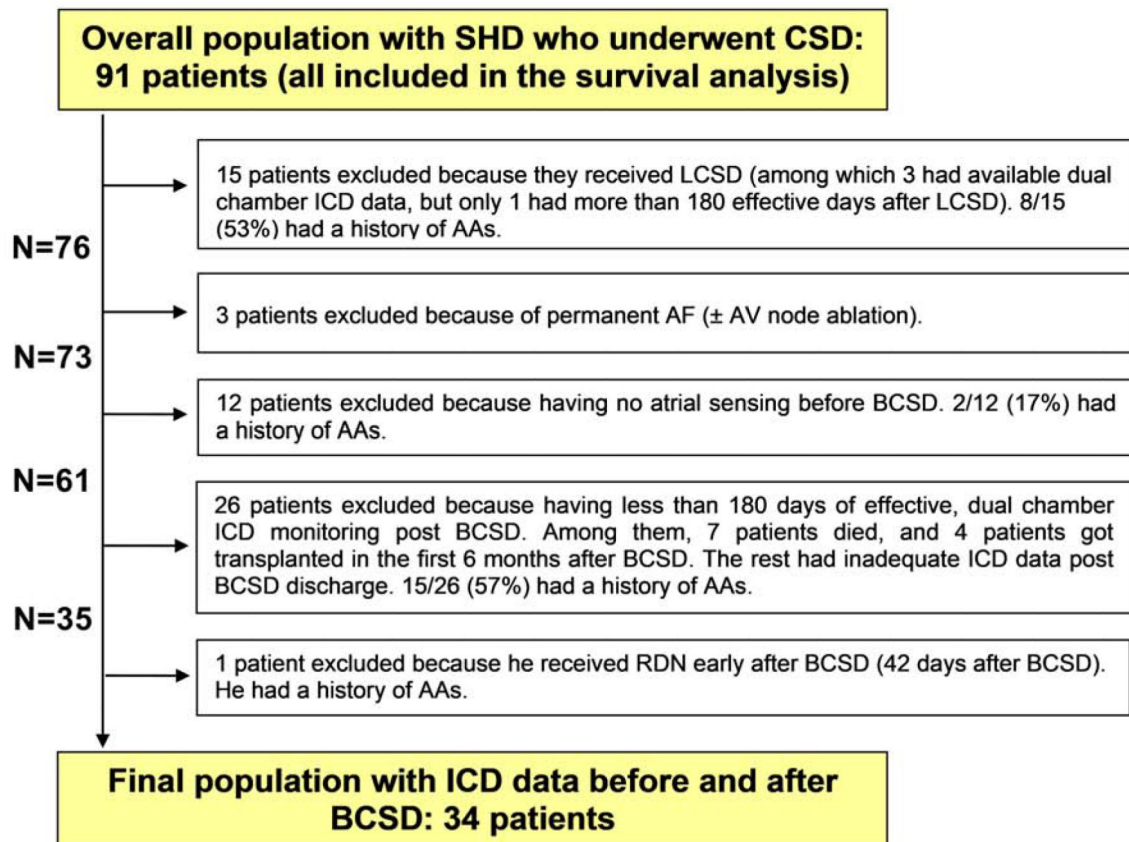 Overall population with SHD who underwent CSD:
91 patients (all included in the survival analysis)
15 patients excluded because they received LCSD (among which 3 had available dual
chamber ICD data, but only 1 had more than 180 effective days after LCSD). 8/15
(53%) had a history of AAs.
N=76
3 patients excluded because of permanent AF (± AV node ablation).
N=73
12 patients excluded because having no atrial sensing before BCSD. 2/12 (17%) had
a history of AAs.
N=61
26 patients excluded because having less than 180 days of effective, dual chamber
ICD monitoring post BCSD. Among them, 7 patients died, and 4 patients got
transplanted in the first 6 months after BCSD. The rest had inadequate ICD data post
BCSD discharge. 15/26 (57%) had a history of AAs.
N=35
1 patient excluded because he received RDN early after BCSD (42 days after BCSD).
He had a history of AAs.
Final population with ICD data before and after
BCSD: 34 patients